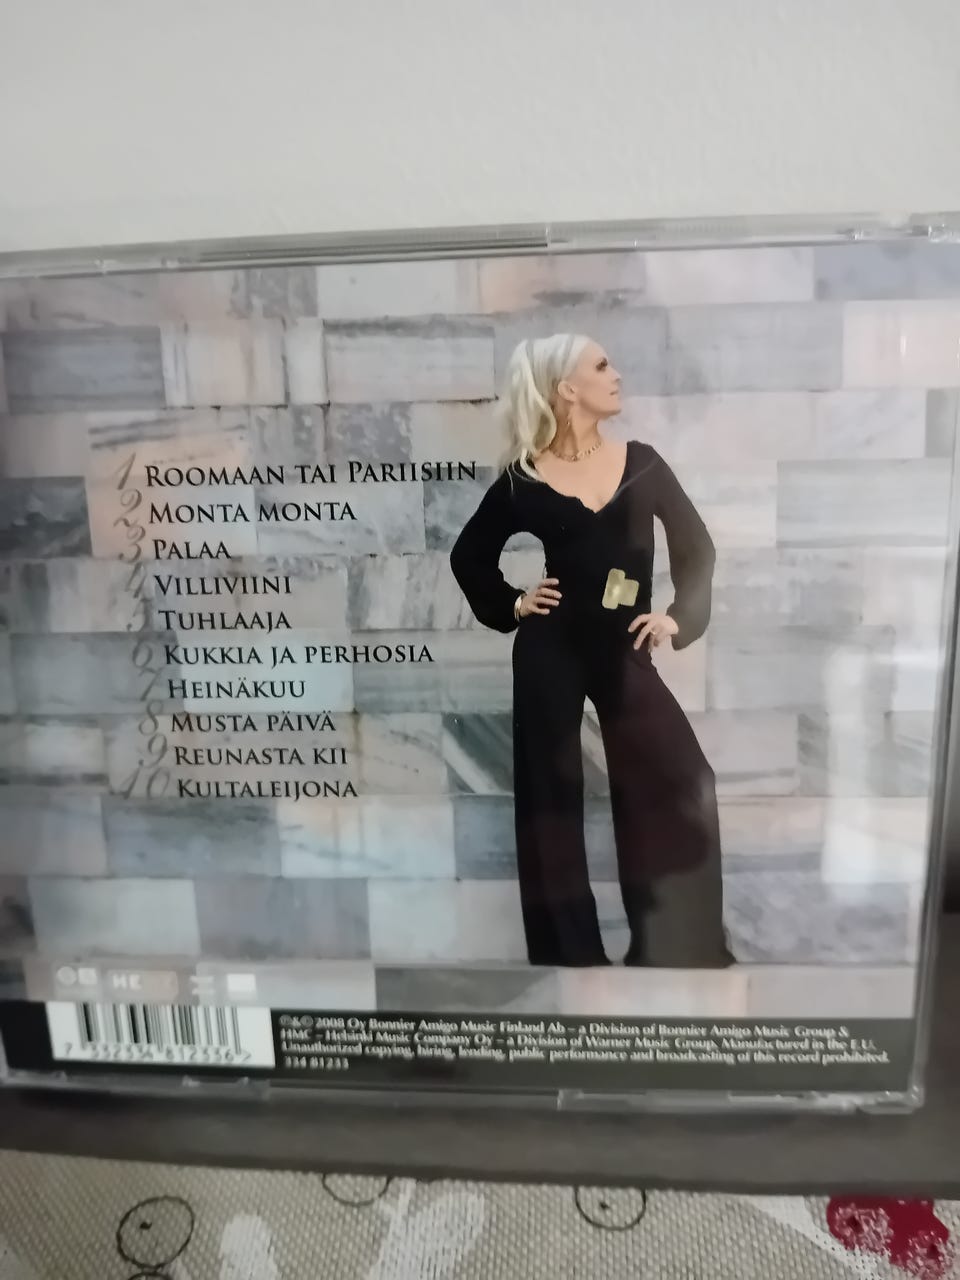 1 ROOMAAN TAI PARIISIIN
2 MONTA MONTA
3 PALAA
4 VILLIVIINI
5 TUHLAAJA
6 KUKKIA JA PERHOSIA
7 HEINÄKUU
8 MUSTA PÄIVÄ
9 REUNASTA KII
10 KULTALEIJONA
7 332334 812336 >
℗&© 2008 Oy Bonnier Amigo Music Finland Ab – a Division of Bonnier Amigo Music Group &
HMC – Helsinki Music Company Oy – a Division of Warner Music Group. Manufactured in the E.U.
Unauthorized copying, hiring, lending, public performance and broadcasting of this record prohibited.
334 81233